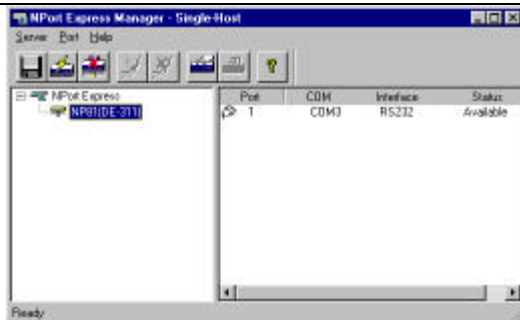 NPort Express Manager - Single-Host
Server Port Help
NPort Express
NP81(DE-311)
Port COM Interface Status
1 COM3 RS232 Available
Ready